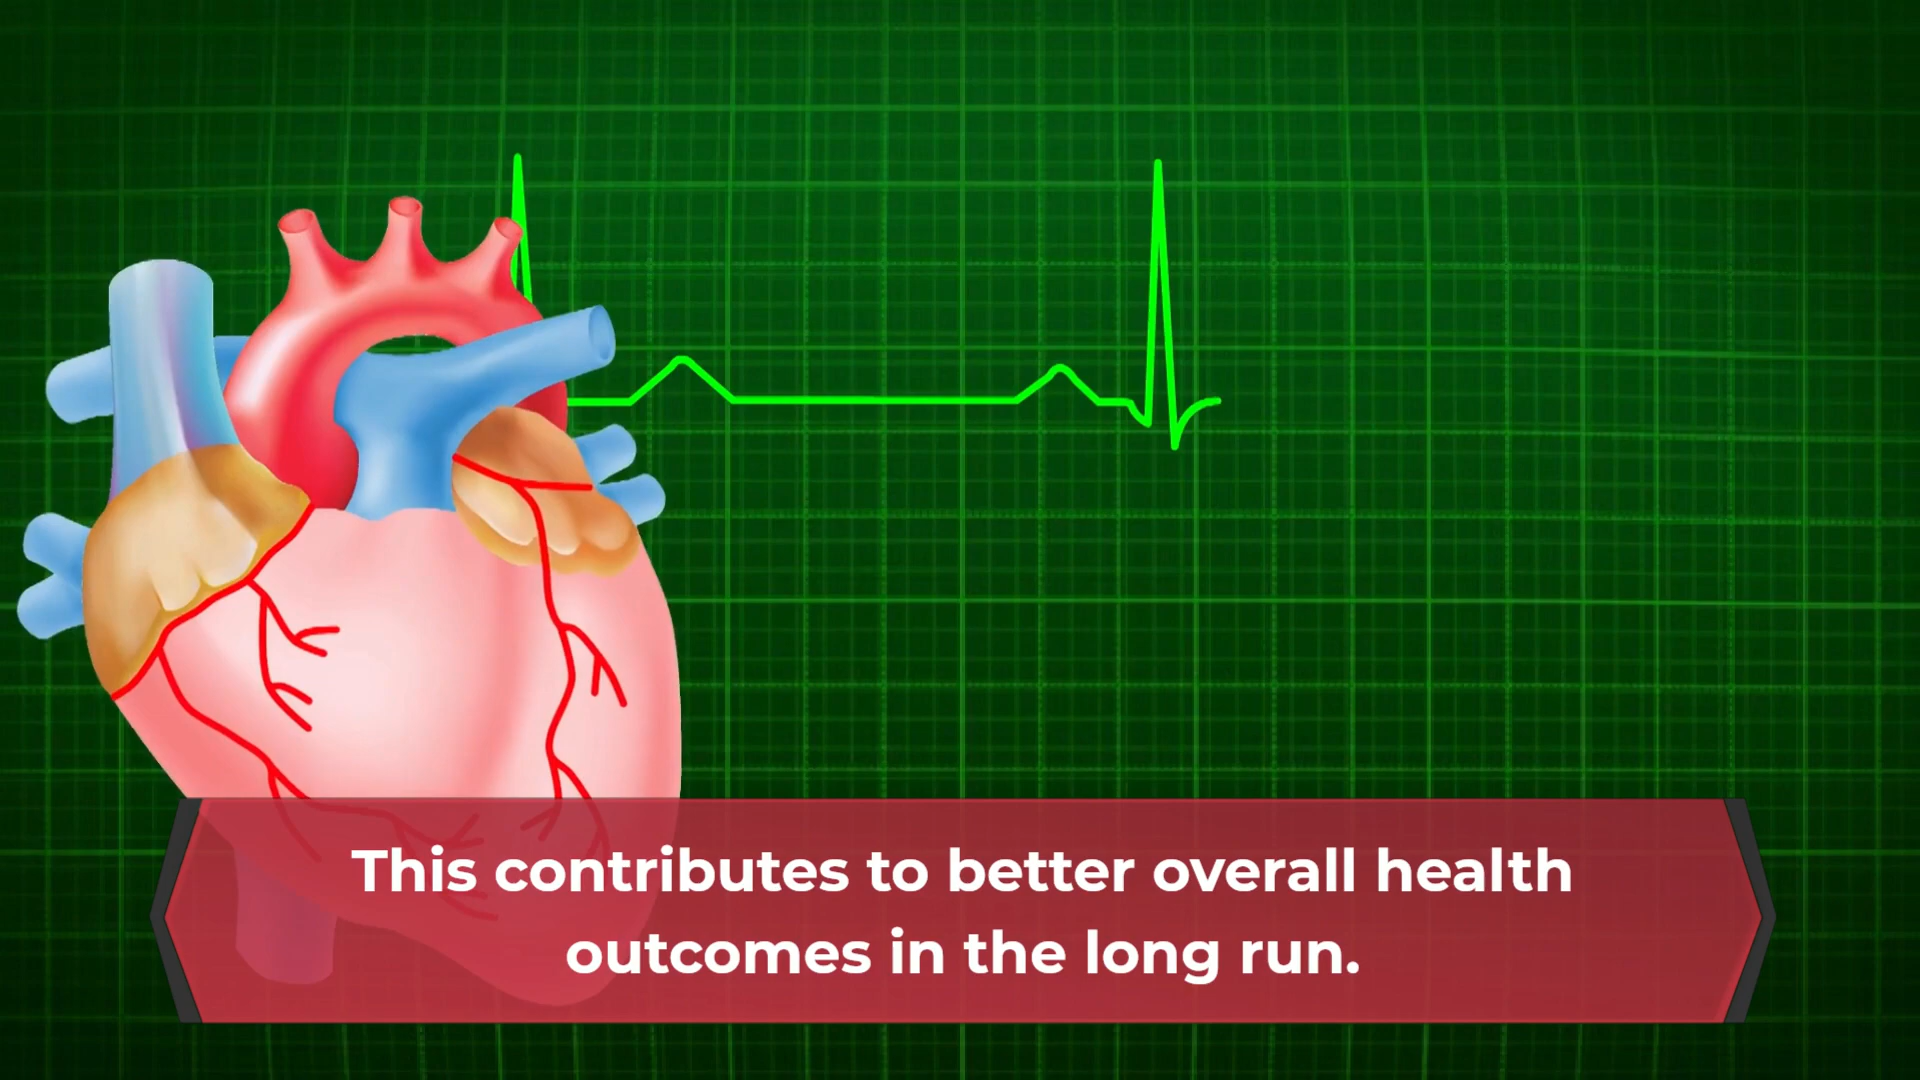 This contributes to better overall health
outcomes in the long run.